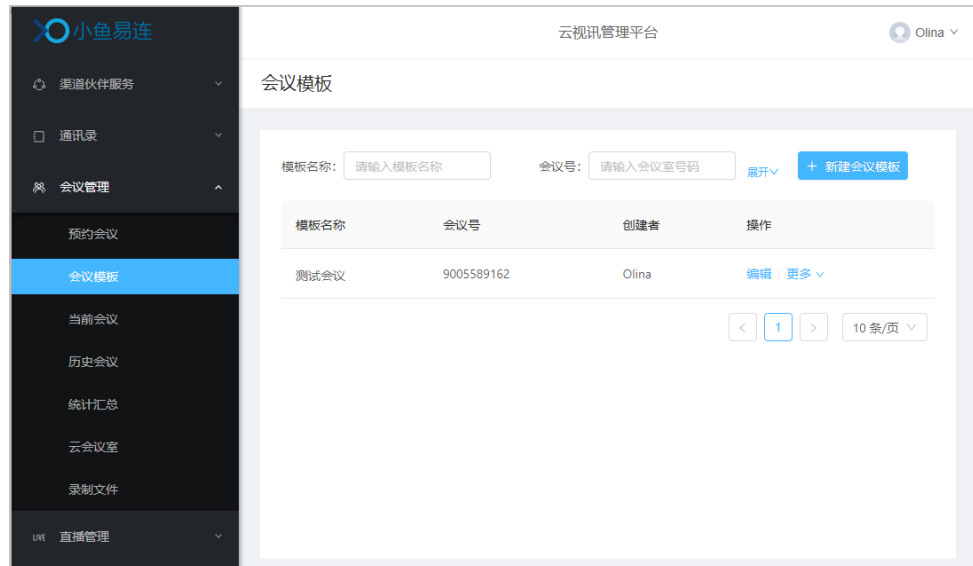 小鱼易连
云视讯管理平台
Olina
渠道伙伴服务
通讯录
会议管理
预约会议
会议模板
当前会议
历史会议
统计汇总
云会议室
录制文件
LIVE 直播管理
会议模板
模板名称: 请输入模板名称 会议号: 请输入会议室号码 展开 + 新建会议模板
模板名称 会议号 创建者 操作
测试会议 9005589162 Olina 编辑 更多
< 1 > 10 条/页